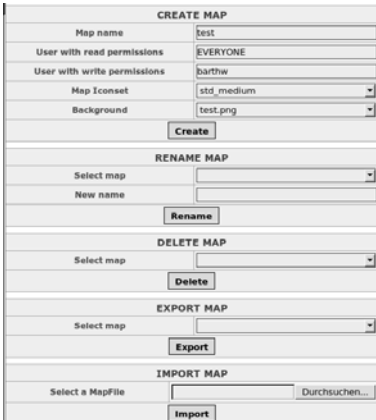 CREATE MAP
Map name test
User with read permissions EVERYONE
User with write permissions barthw
Map Iconset std_medium
Background test.png
Create
RENAME MAP
Select map
New name
Rename
DELETE MAP
Select map
Delete
EXPORT MAP
Select map
Export
IMPORT MAP
Select a MapFile Durchsuchen...
Import